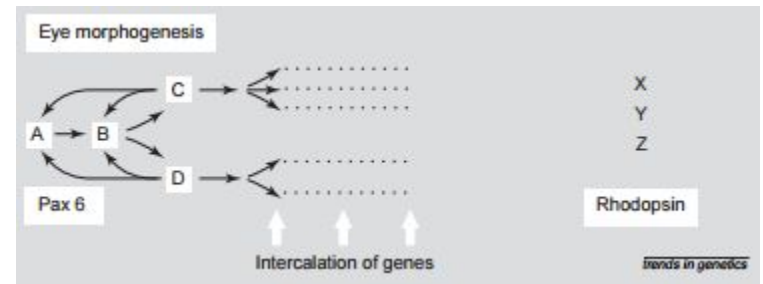 Eye morphogenesis
C
X
Y
A B
Z
D
Pax 6
Rhodopsin
Intercalation of genes
trends in genetics